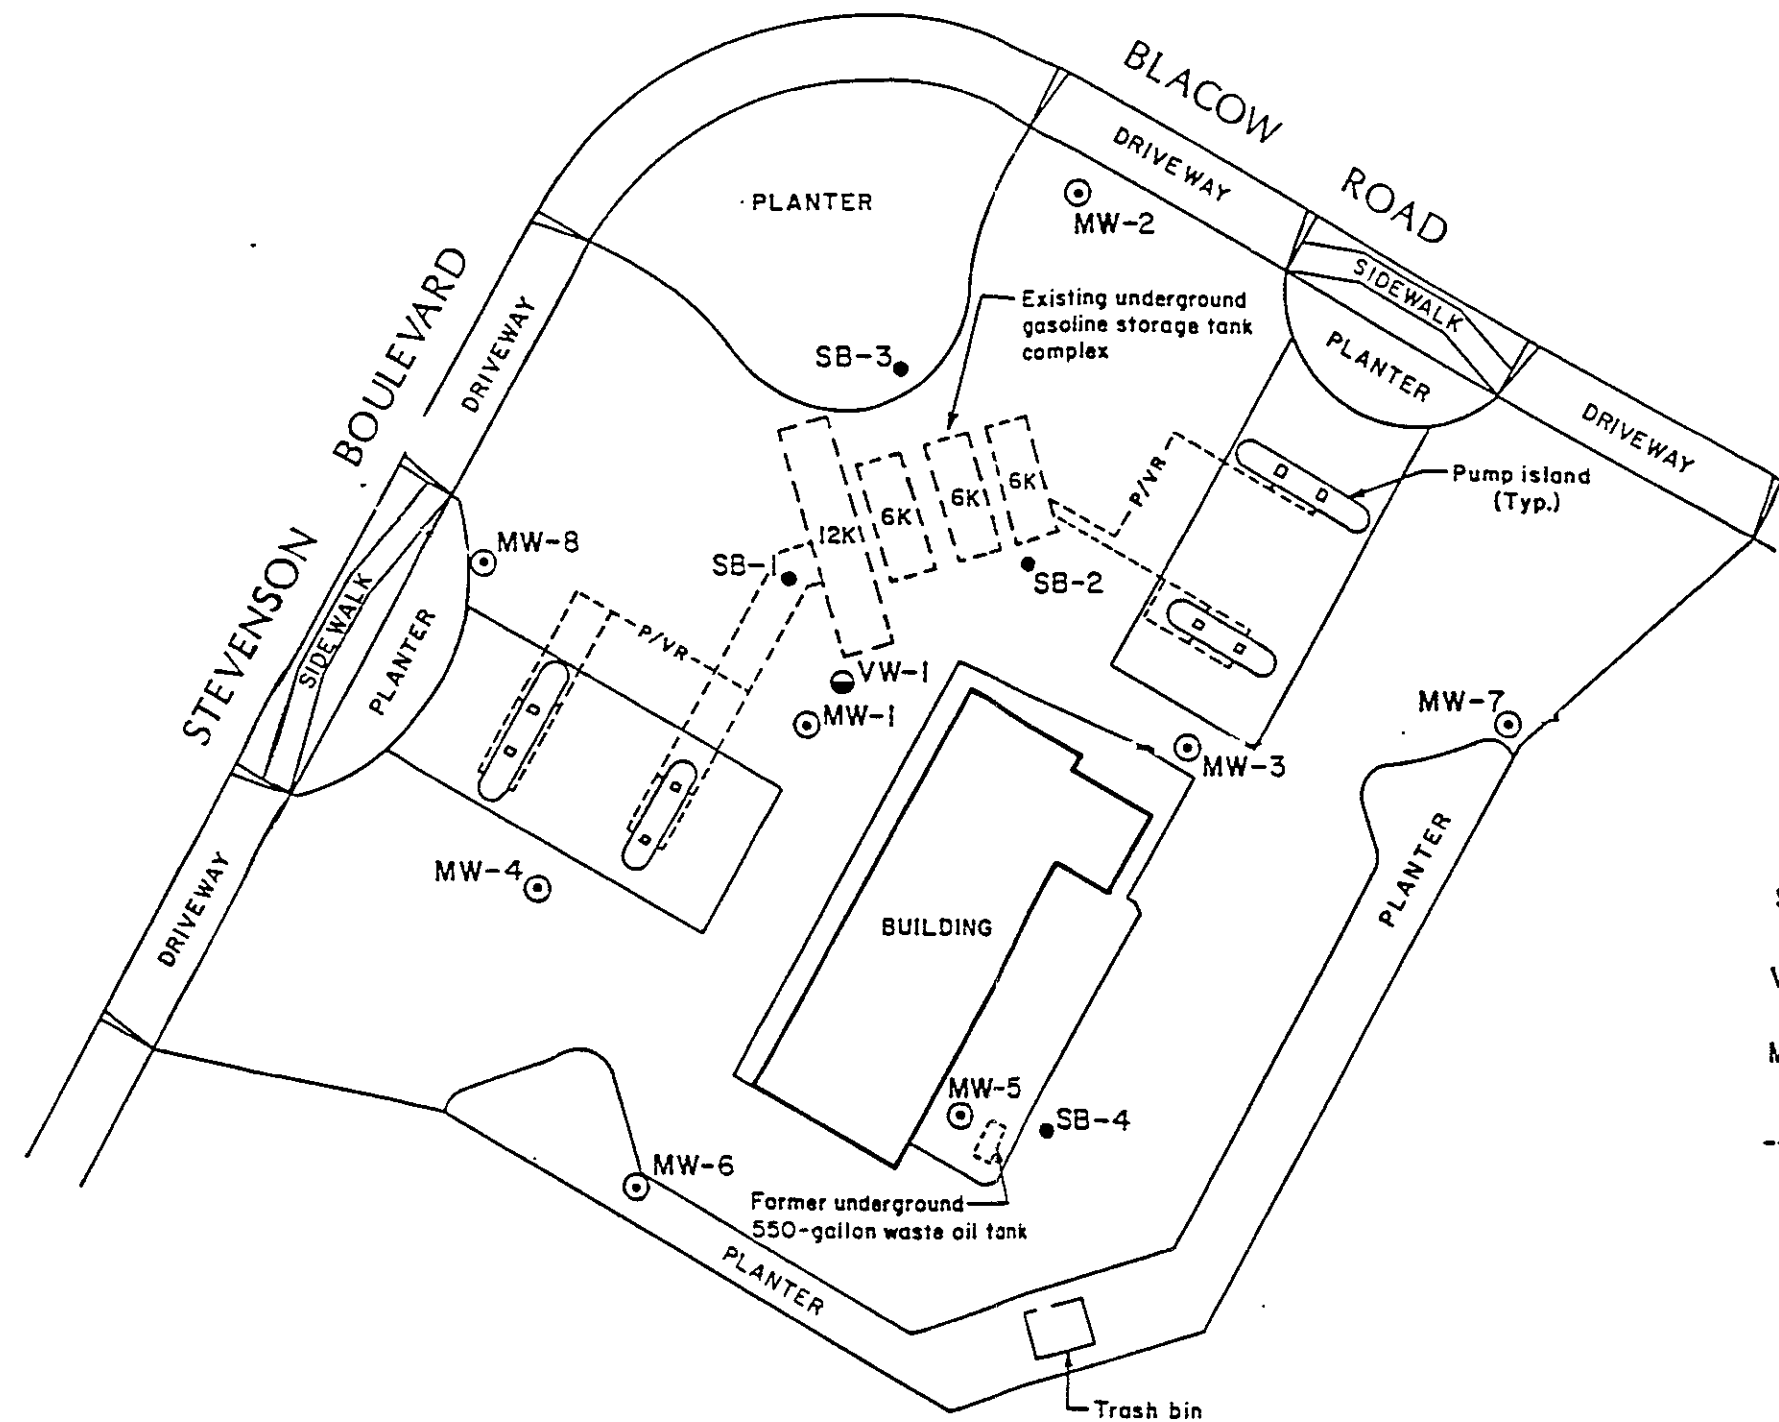 BLACOW
ROAD
DRIVEWAY
PLANTER
MW-2
SIDEWALK
Existing underground
gasoline storage tank
complex
STEVENSON
BOULEVARD
DRIVEWAY
SB-3
PLANTER
DRIVEWAY
P/VR
Pump island
(Typ.)
12K
6K
6K
6K
MW-8
SB-1
SB-2
SIDEWALK
PLANTER
P/VR
VW-1
MW-1
MW-7
MW-3
MW-4
PLANTER
DRIVEWAY
BUILDING
MW-5
SB-4
MW-6
Former underground
550-gallon waste oil tank
PLANTER
Trash bin